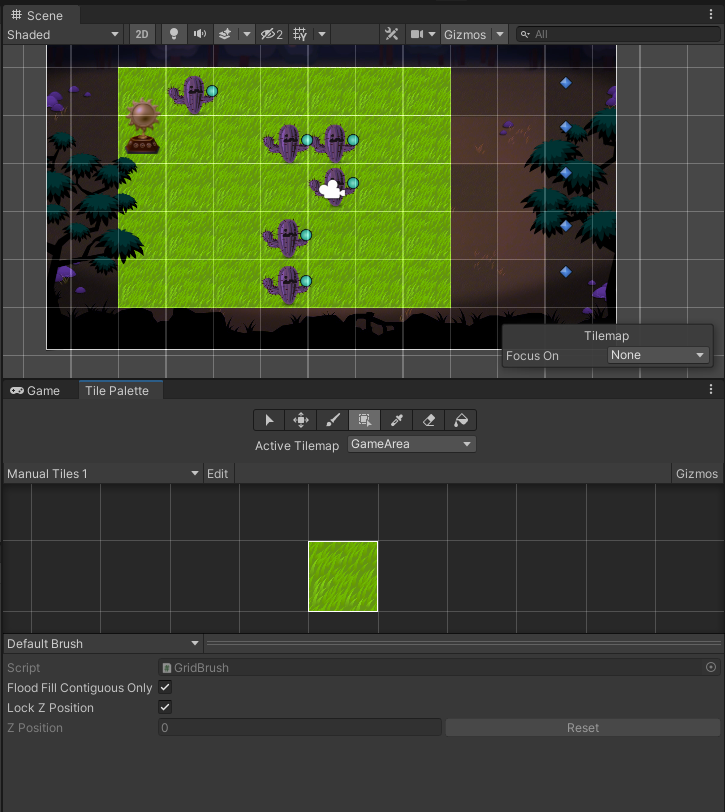 Scene
Shaded 2D 2 Gizmos All
Tilemap
Focus On None
Game Tile Palette
Active Tilemap GameArea
Manual Tiles 1 Edit Gizmos
Default Brush
Script GridBrush
Flood Fill Contiguous Only
Lock Z Position
Z Position 0 Reset